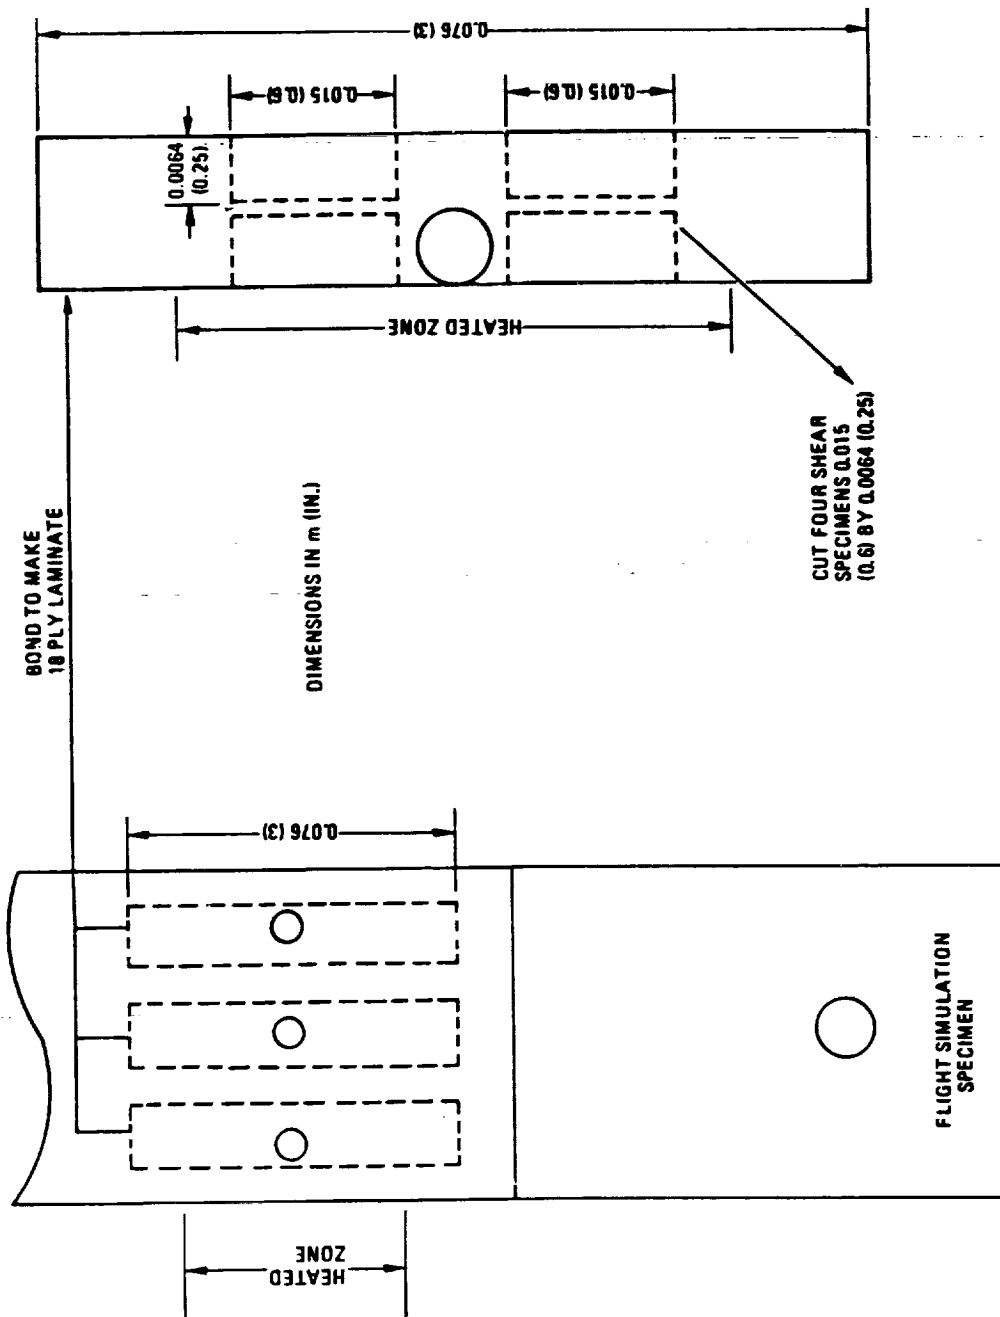 0.076 (3)
0.015 (0.6)
0.015 (0.6)
0.0064
(0.25)
HEATED ZONE
BOND TO MAKE
18 PLY LAMINATE
DIMENSIONS IN m (IN.)
CUT FOUR SHEAR
SPECIMENS 0.015
(0.6) BY 0.0064 (0.25)
0.076 (3)
HEATED
ZONE
FLIGHT SIMULATION
SPECIMEN